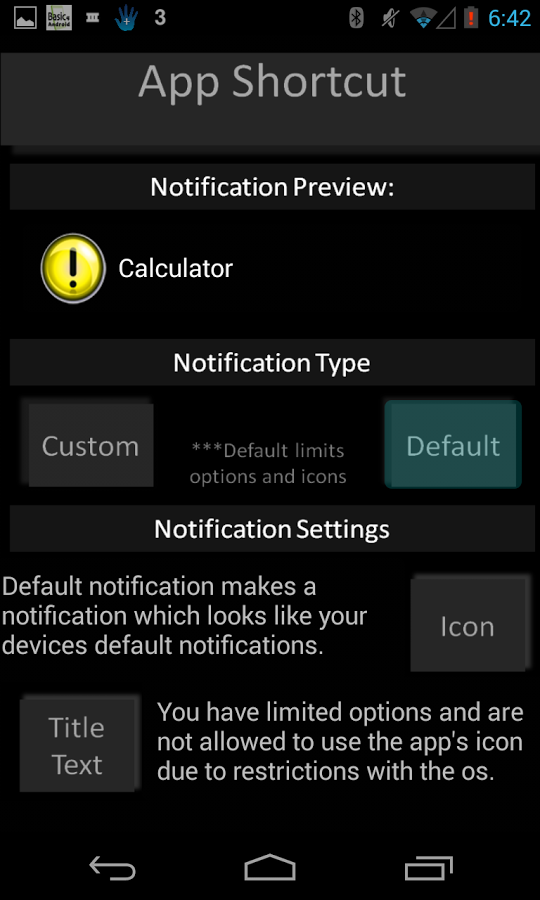 Basic4
Android
3
6:42
App Shortcut
Notification Preview:
!
Calculator
Notification Type
Custom
***Default limits
options and icons
Default
Notification Settings
Default notification makes a
notification which looks like your
devices default notifications.
Icon
Title
Text
You have limited options and are
not allowed to use the app's icon
due to restrictions with the os.